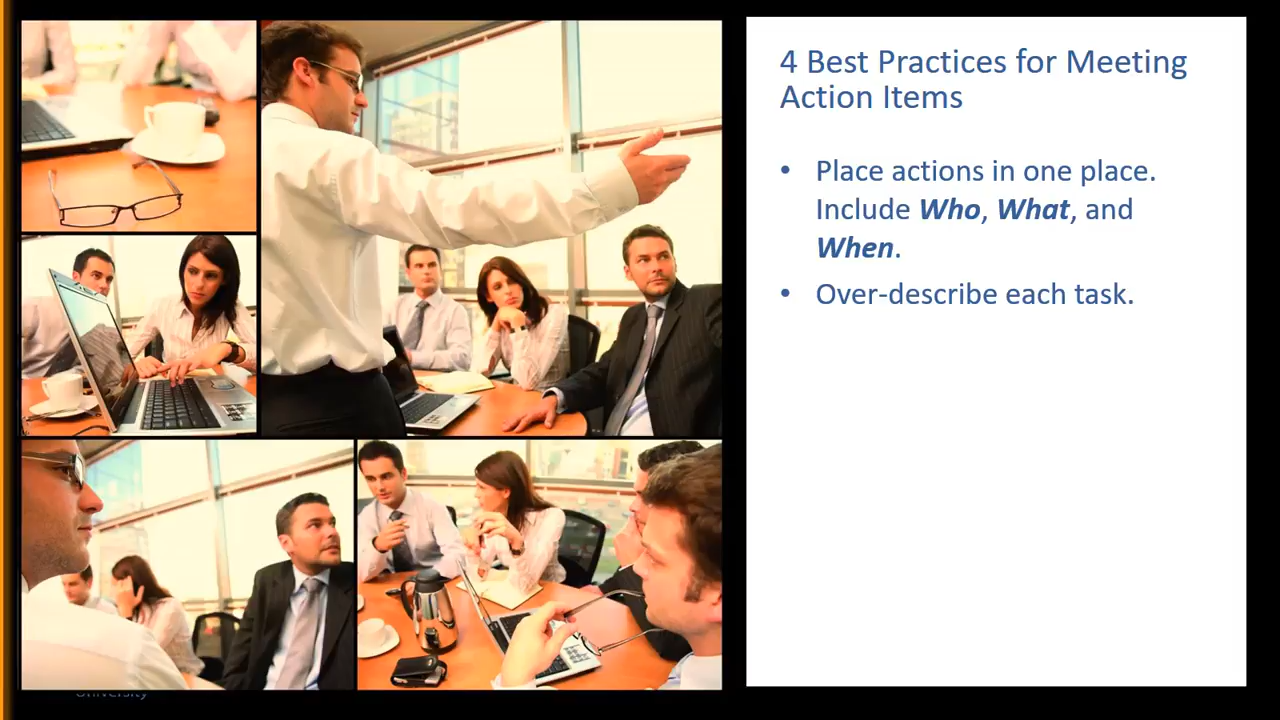 4 Best Practices for Meeting
Action Items
• Place actions in one place.
Include Who, What, and
When.
• Over-describe each task.
University